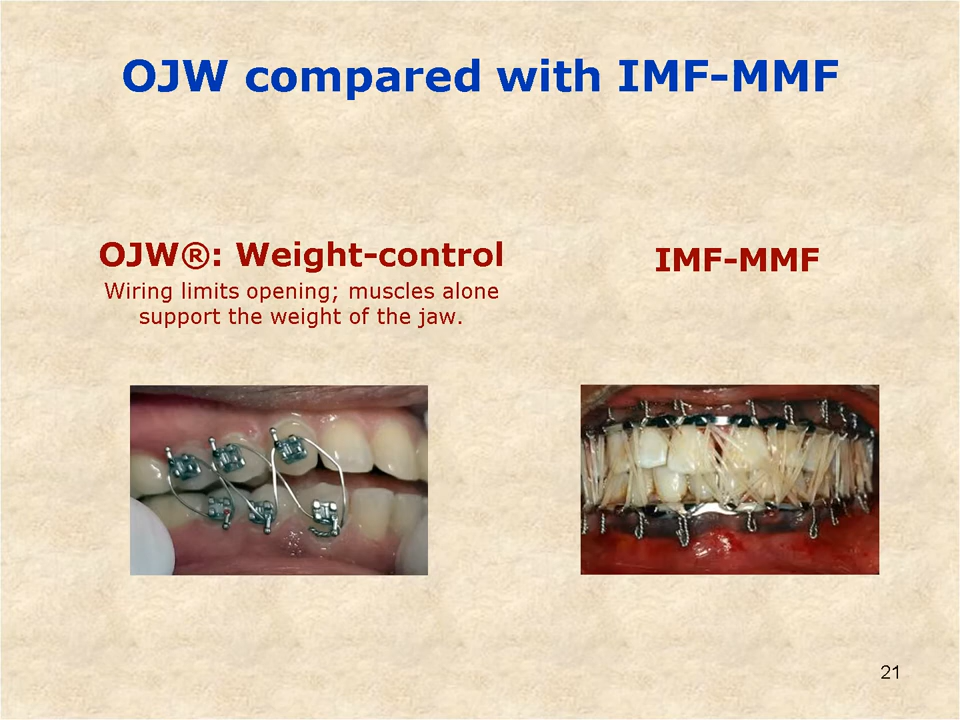 OJW compared with IMF-MMF
OJW®: Weight-control
Wiring limits opening; muscles alone
support the weight of the jaw.
IMF-MMF
21